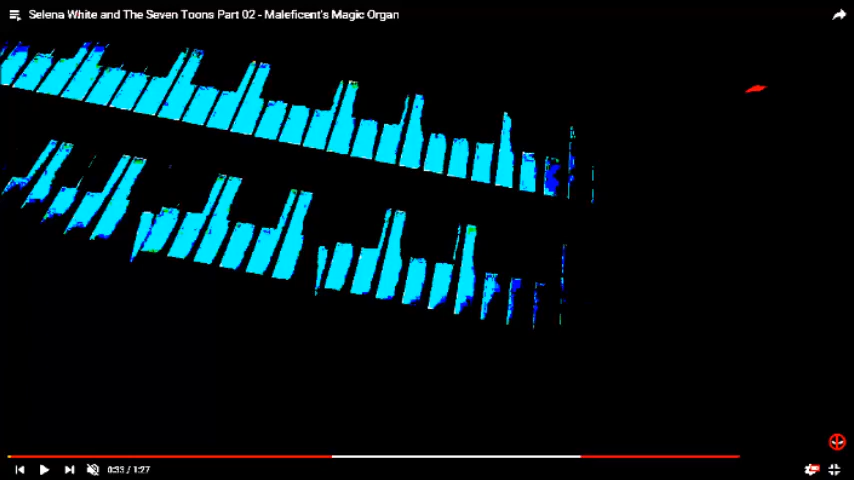 Selena White and The Seven Toons Part 02 - Maleficent's Magic Organ
0:33 / 1:27